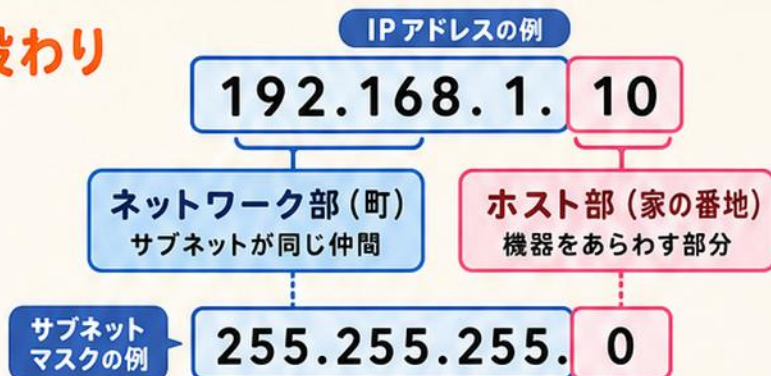 わり
IPアドレスの例
192.168.1.10
ネットワーク部(町)
サブネットが同じ仲間
ホスト部(家の番地)
機器をあらわす部分
サブネット
マスクの例
255.255.255.0